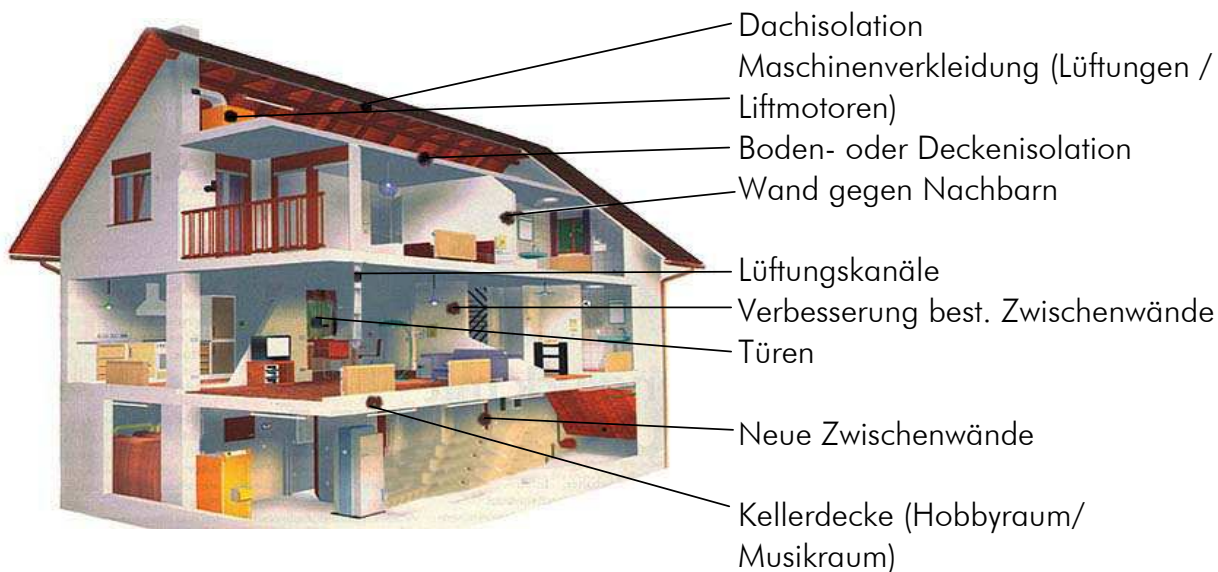 Dachisolation
Maschinenverkleidung (Lüftungen /
Liftmotoren)
Boden- oder Deckenisolation
Wand gegen Nachbarn
Lüftungskanäle
Verbesserung best. Zwischenwände
Türen
Neue Zwischenwände
Kellerdecke (Hobbyraum/
Musikraum)